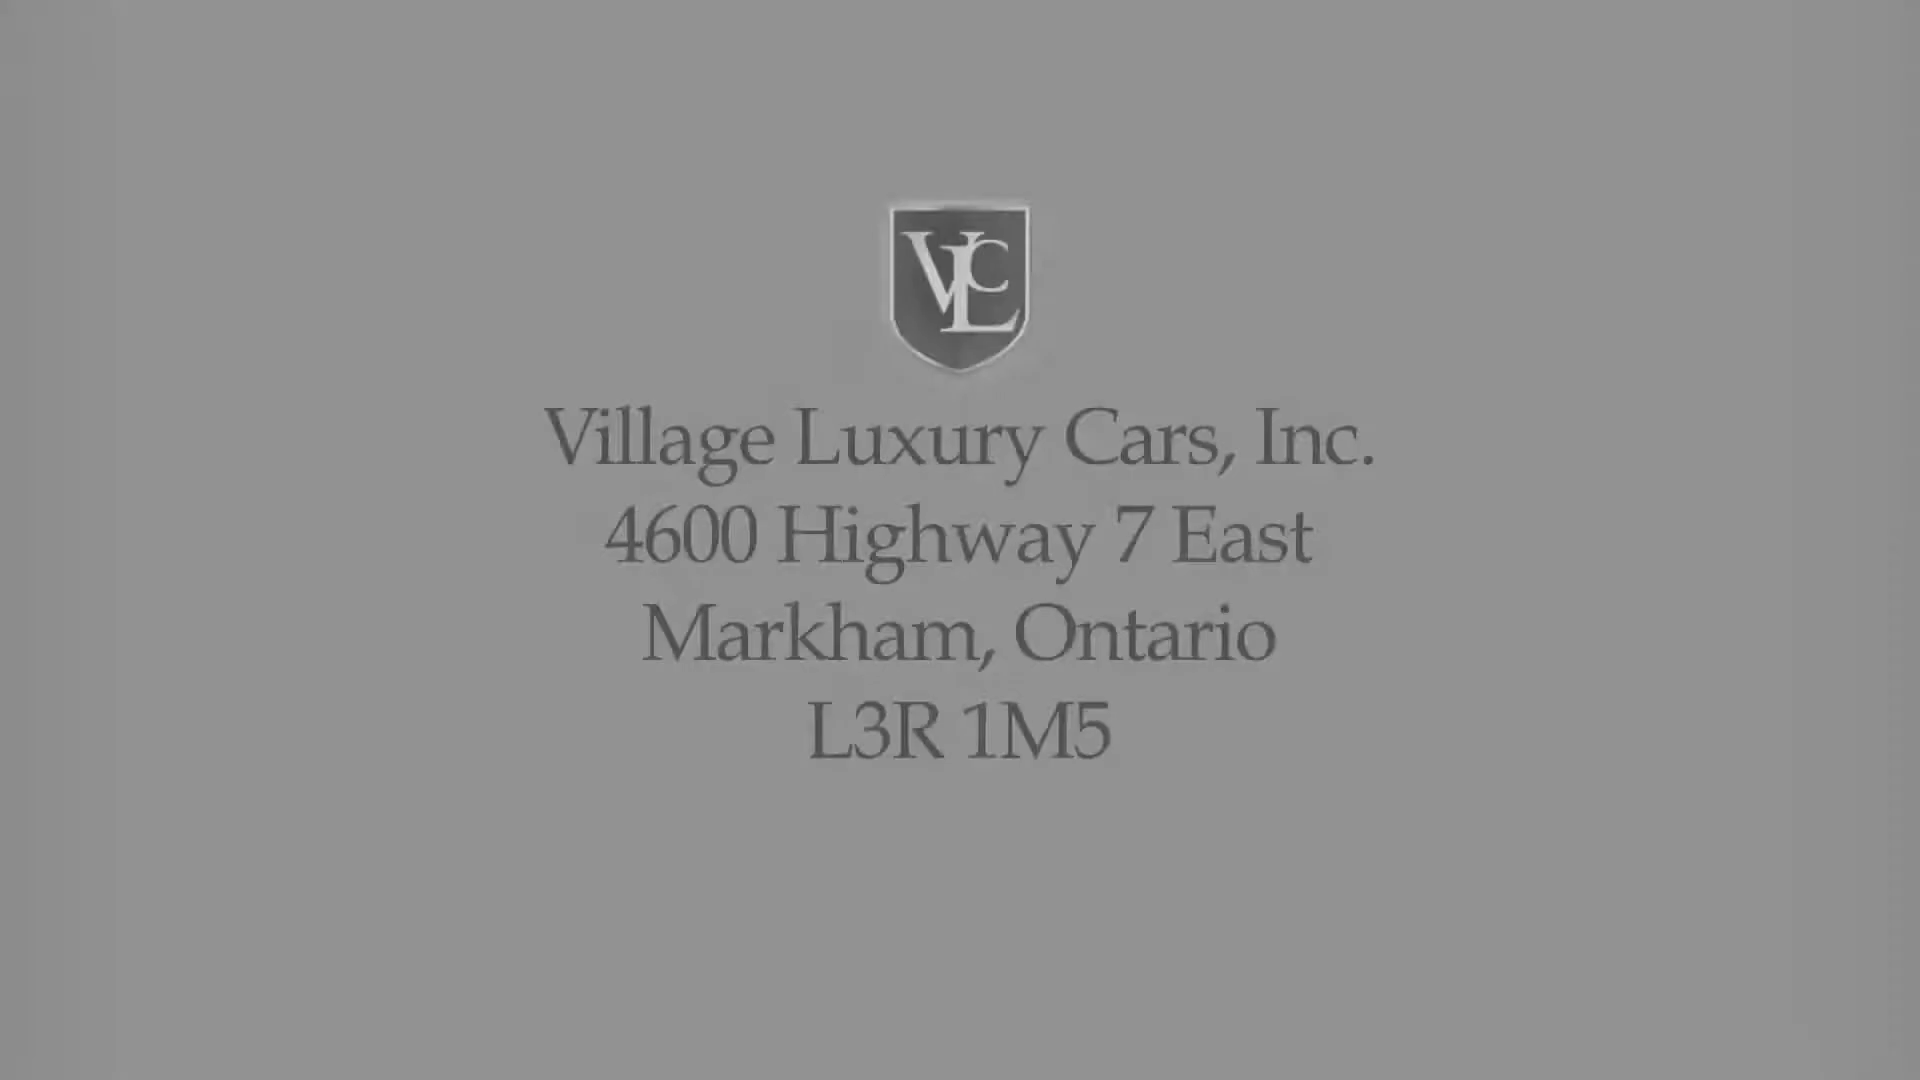 VLC
Village Luxury Cars, Inc.
4600 Highway 7 East
Markham, Ontario
L3R 1M5